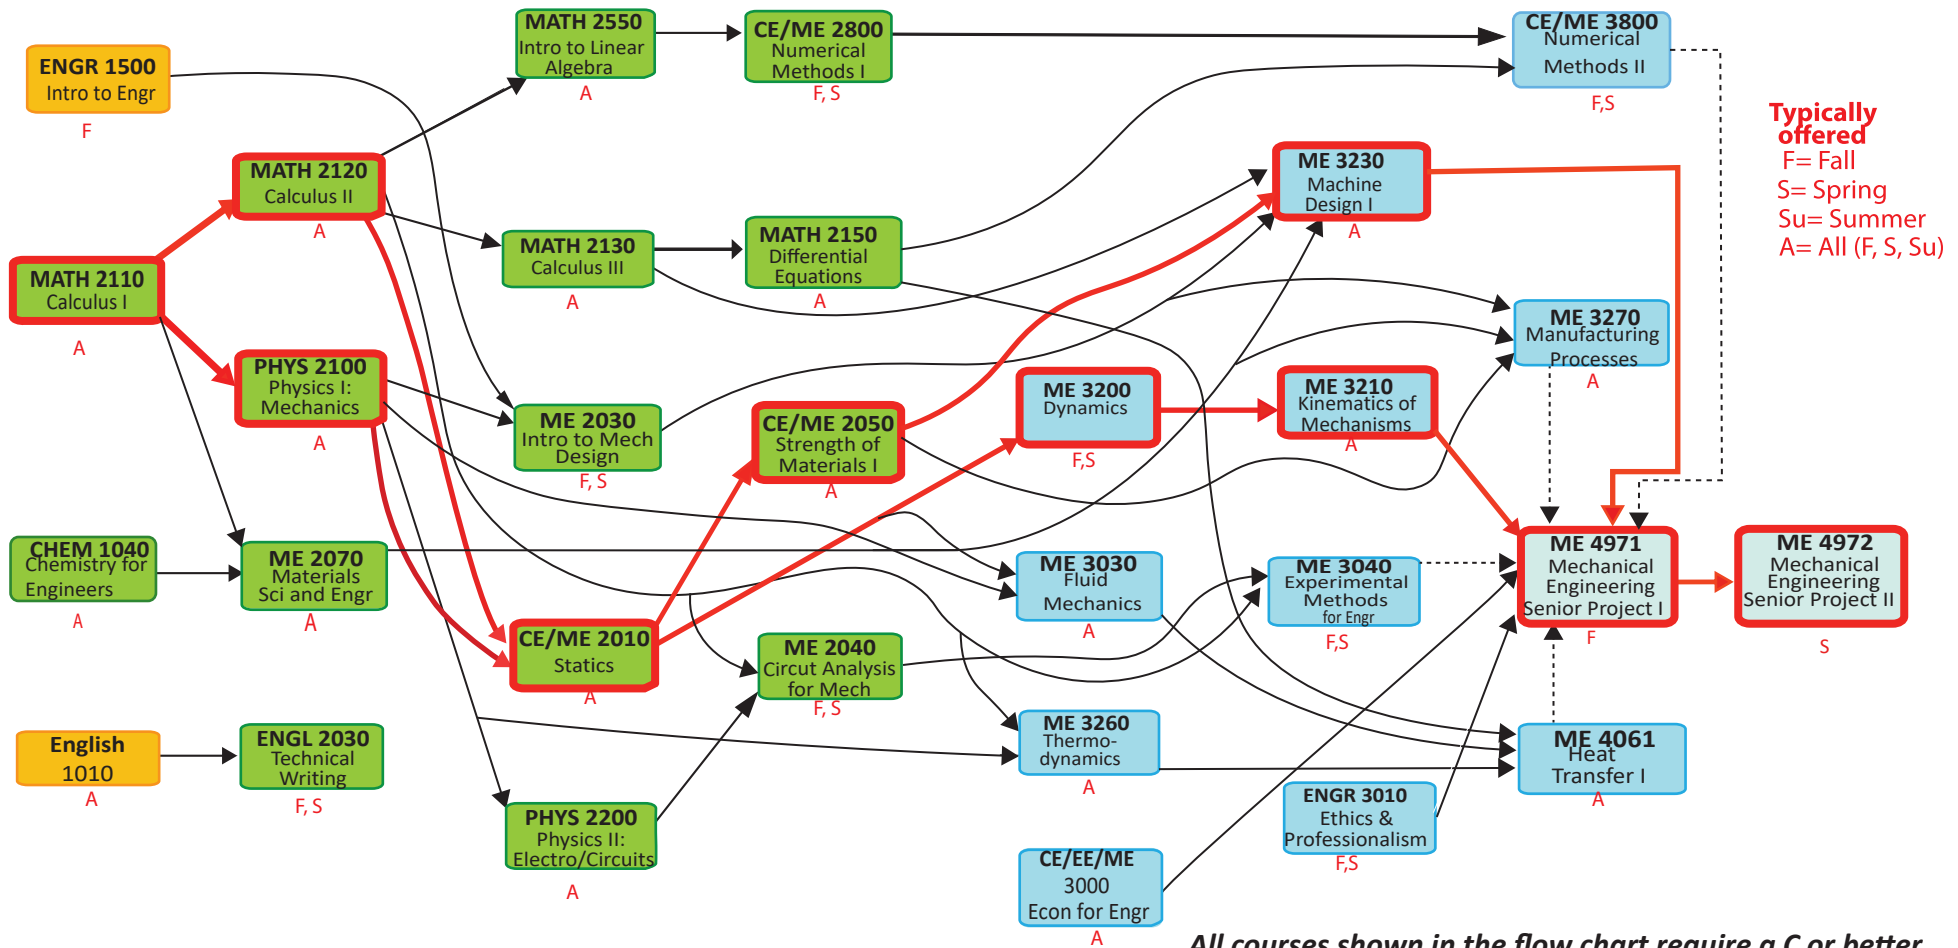 MATH 2550
Intro to Linear
Algebra
A
CE/ME 2800
Numerical
Methods I
F, S
CE/ME 3800
Numerical
Methods II
F,S
ENGR 1500
Intro to Engr
F
Typically
offered
F= Fall
S= Spring
Su= Summer
A= All (F, S, Su)
MATH 2120
Calculus II
A
ME 3230
Machine
Design I
A
MATH 2110
Calculus I
A
MATH 2130
Calculus III
A
MATH 2150
Differential
Equations
A
ME 3270
Manufacturing
Processes
A
PHYS 2100
Physics I:
Mechanics
A
ME 2030
Intro to Mech
Design
F, S
CE/ME 2050
Strength of
Materials I
A
ME 3200
Dynamics
F,S
ME 3210
Kinematics of
Mechanisms
A
CHEM 1040
Chemistry for
Engineers
A
ME 2070
Materials
Sci and Engr
A
CE/ME 2010
Statics
A
ME 2040
Circut Analysis
for Mech
F, S
ME 3030
Fluid
Mechanics
A
ME 3040
Experimental
Methods
for Engr
F,S
ME 4971
Mechanical
Engineering
Senior Project I
F
ME 4972
Mechanical
Engineering
Senior Project II
S
English
1010
A
ENGL 2030
Technical
Writing
F, S
PHYS 2200
Physics II:
Electro/Circuits
A
ME 3260
Thermo-
dynamics
A
ME 4061
Heat
Transfer I
A
ENGR 3010
Ethics &
Professionalism
F,S
CE/EE/ME
3000
Econ for Engr
A
All courses shown in the flow chart require a C or better